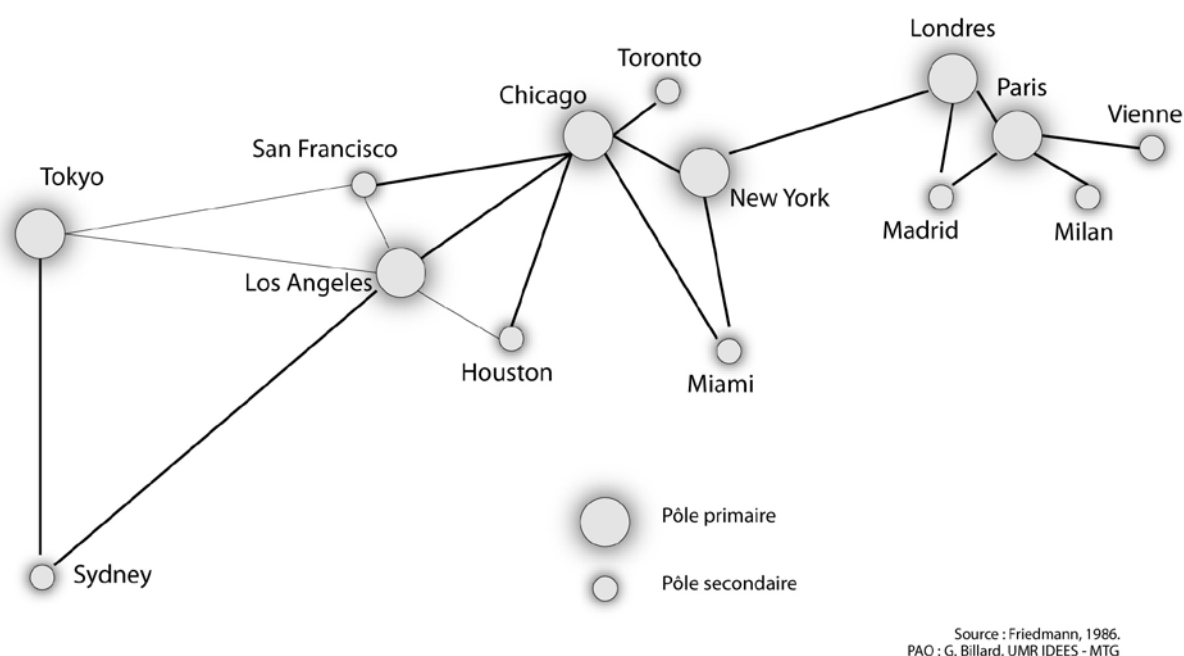 Londres
Toronto
Paris
Chicago
Vienne
San Francisco
Tokyo
New York
Madrid
Milan
Los Angeles
Houston
Miami
Pôle primaire
Sydney
Pôle secondaire
Source : Friedmann, 1986.
PAO : G. Billard, UMR IDEES - MTG